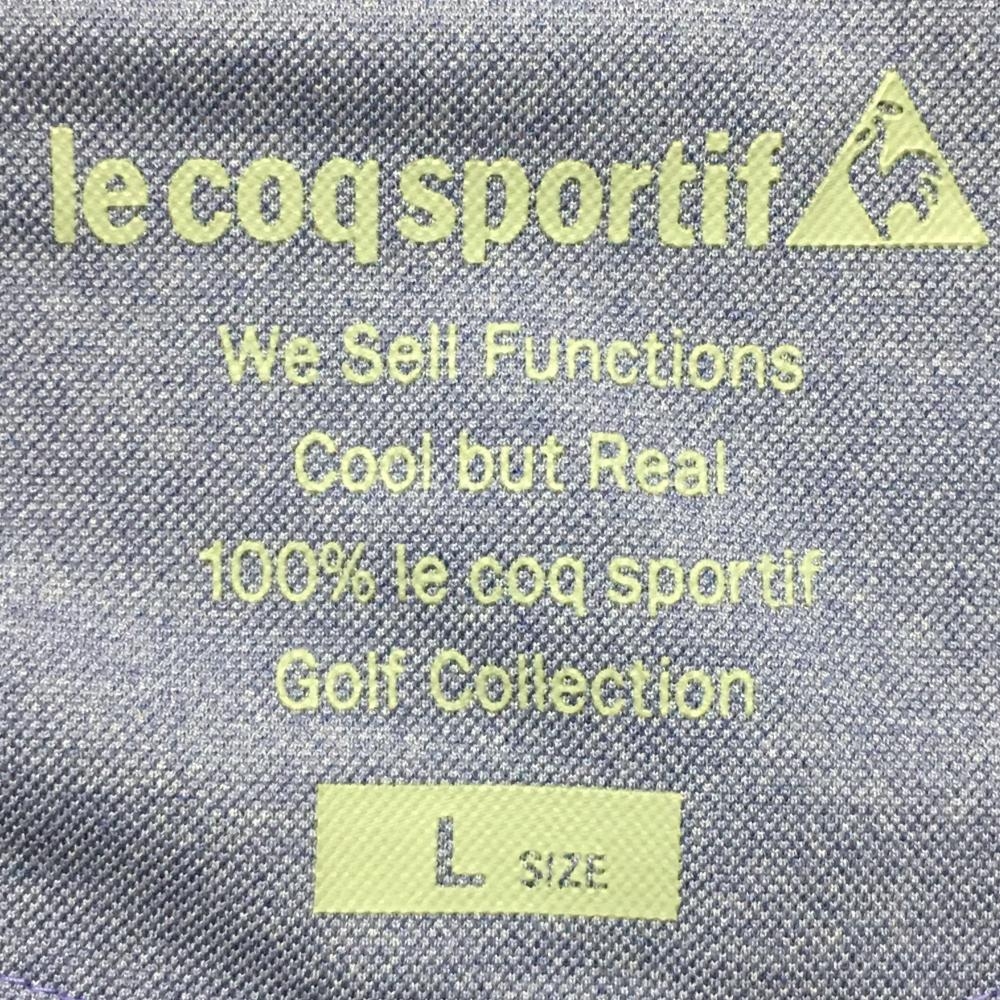 le coq sportif
We Sell Functions
Cool but Real
100% le coq sportif
Golf Collection
L SIZE